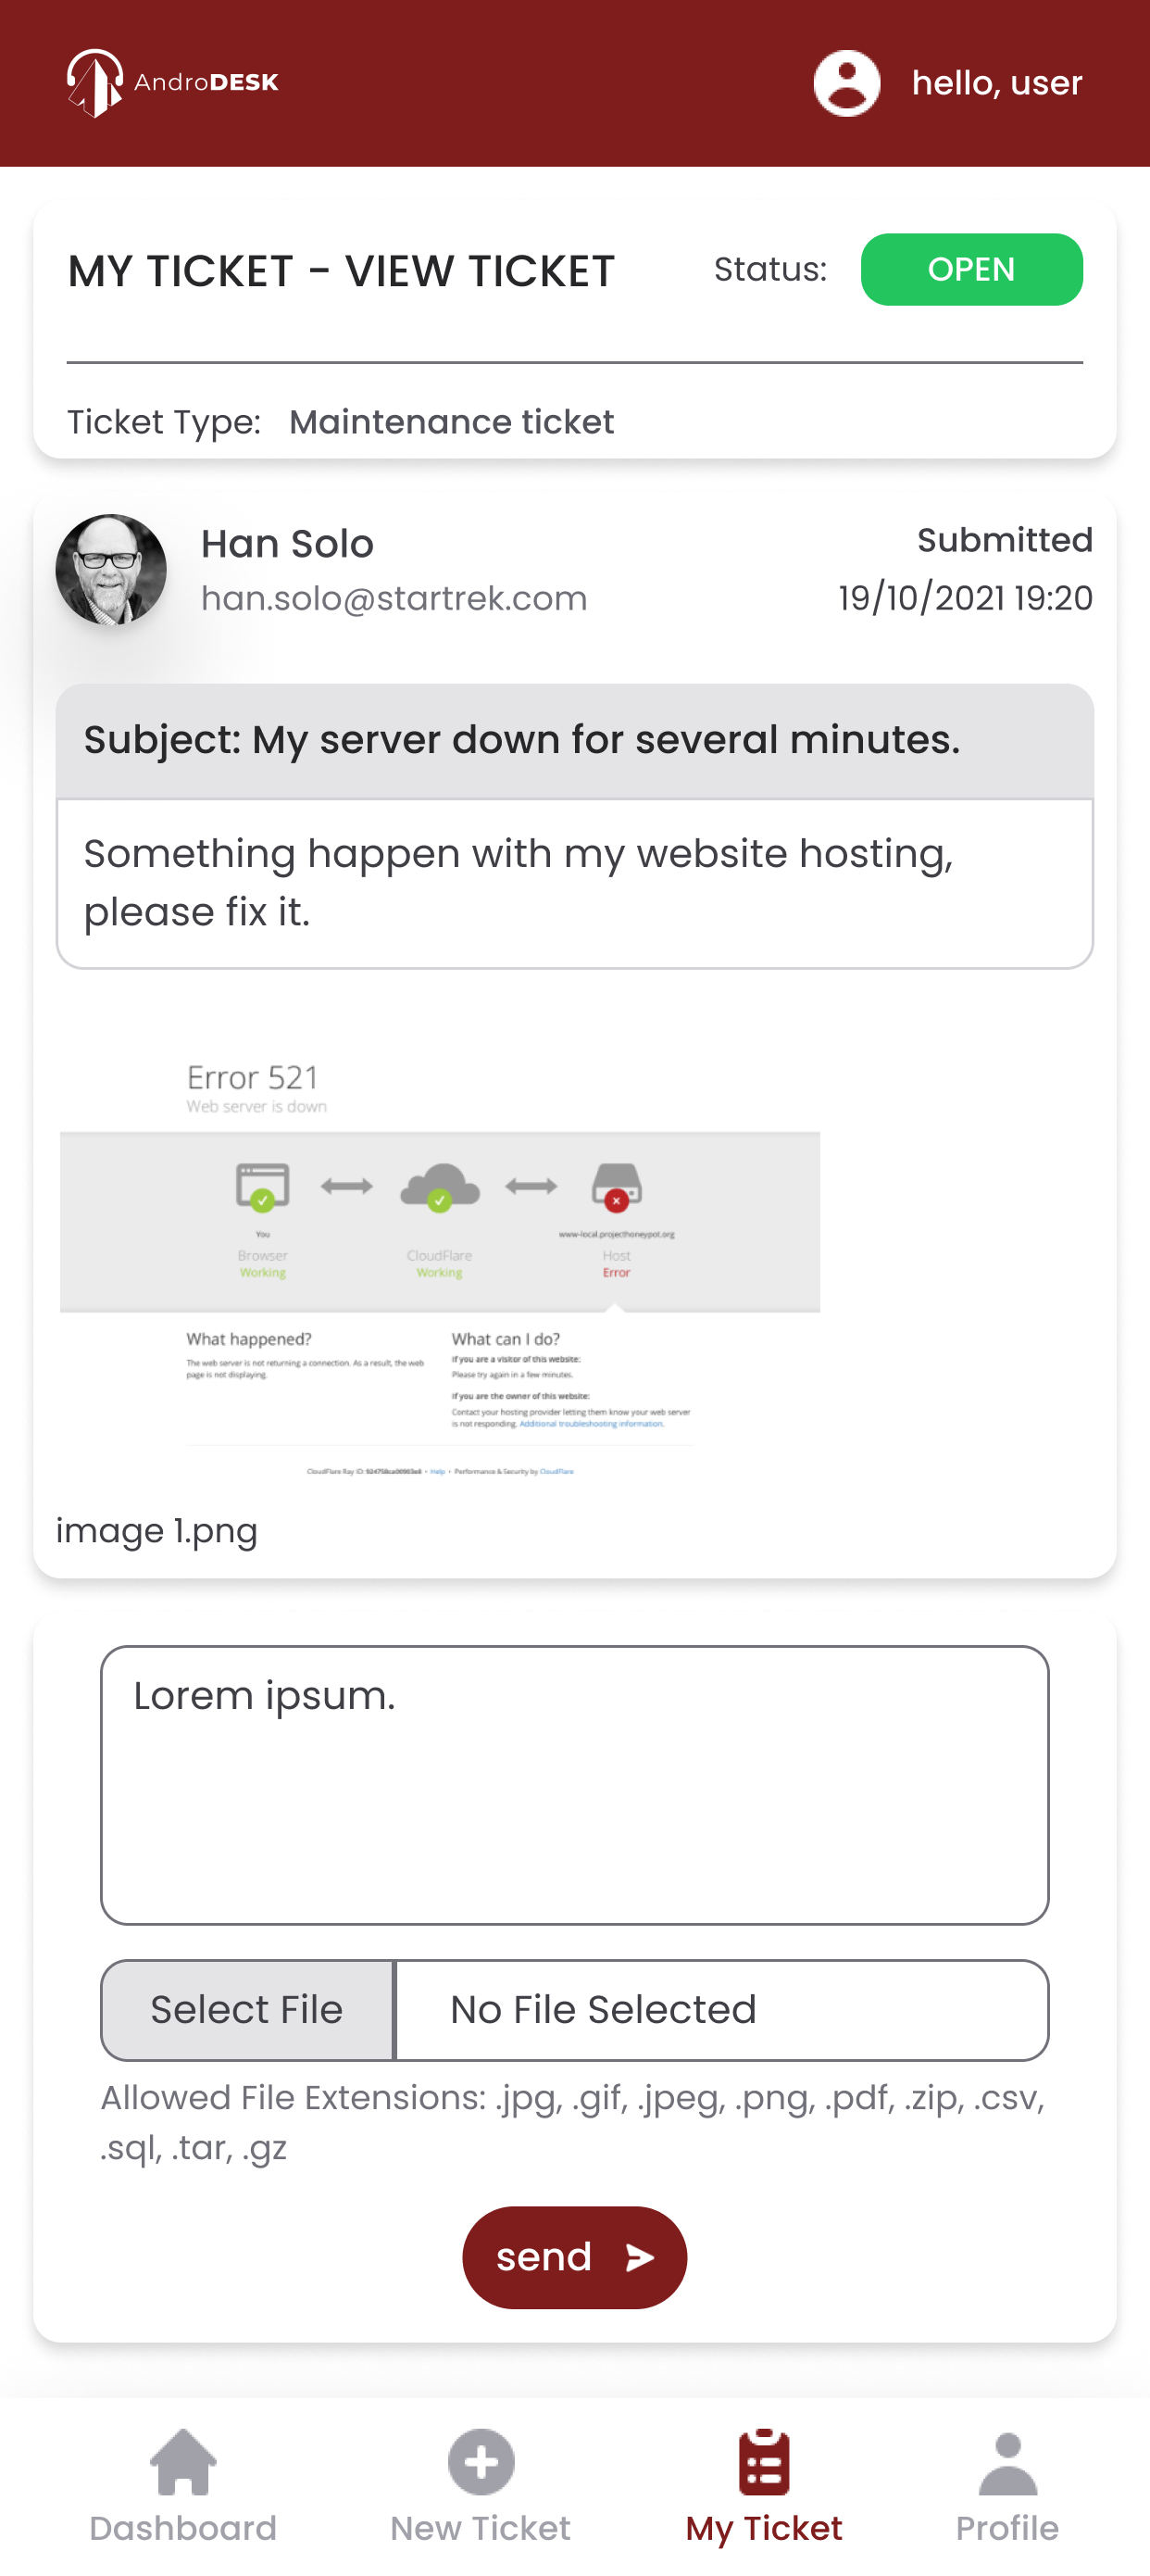 AndroDESK
hello, user
MY TICKET - VIEW TICKET
Status:
OPEN
Ticket Type: Maintenance ticket
Han Solo
Submitted
han.solo@startrek.com
19/10/2021 19:20
Subject: My server down for several minutes.
Something happen with my website hosting,
please fix it.
Error 521
Web server is down
You
www-local.projecthoneypot.org
Browser
CloudFlare
Host
Working
Working
Error
What happened?
The web server is not returning a connection. As a result, the web
page is not displaying.
What can I do?
If you are a visitor of this website:
Please try again in a few minutes.
If you are the owner of this website:
Contact your hosting provider letting them know your web server
is not responding. Additional troubleshooting information.
CloudFlare Ray ID: • Help • Performance & Security by CloudFlare
image 1.png
Lorem ipsum.
Select File
No File Selected
Allowed File Extensions: .jpg, .gif, .jpeg, .png, .pdf, .zip, .csv,
.sql, .tar, .gz
send
Dashboard
New Ticket
My Ticket
Profile